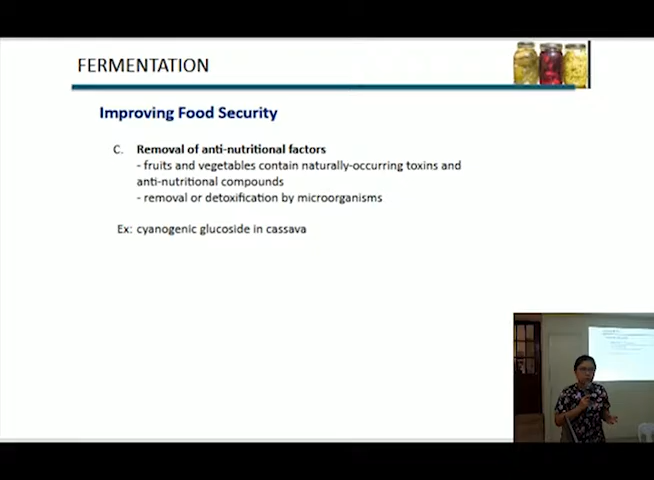 FERMENTATION
Improving Food Security
C. Removal of anti-nutritional factors
- fruits and vegetables contain naturally-occurring toxins and
anti-nutritional compounds
- removal or detoxification by microorganisms
Ex: cyanogenic glucoside in cassava